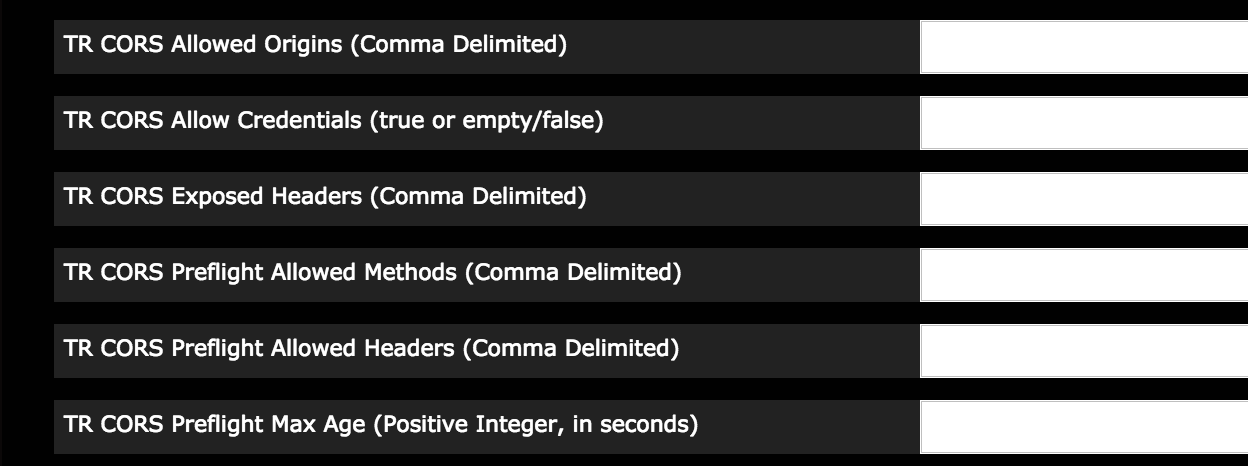 TR CORS Allowed Origins (Comma Delimited)
TR CORS Allow Credentials (true or empty/false)
TR CORS Exposed Headers (Comma Delimited)
TR CORS Preflight Allowed Methods (Comma Delimited)
TR CORS Preflight Allowed Headers (Comma Delimited)
TR CORS Preflight Max Age (Positive Integer, in seconds)